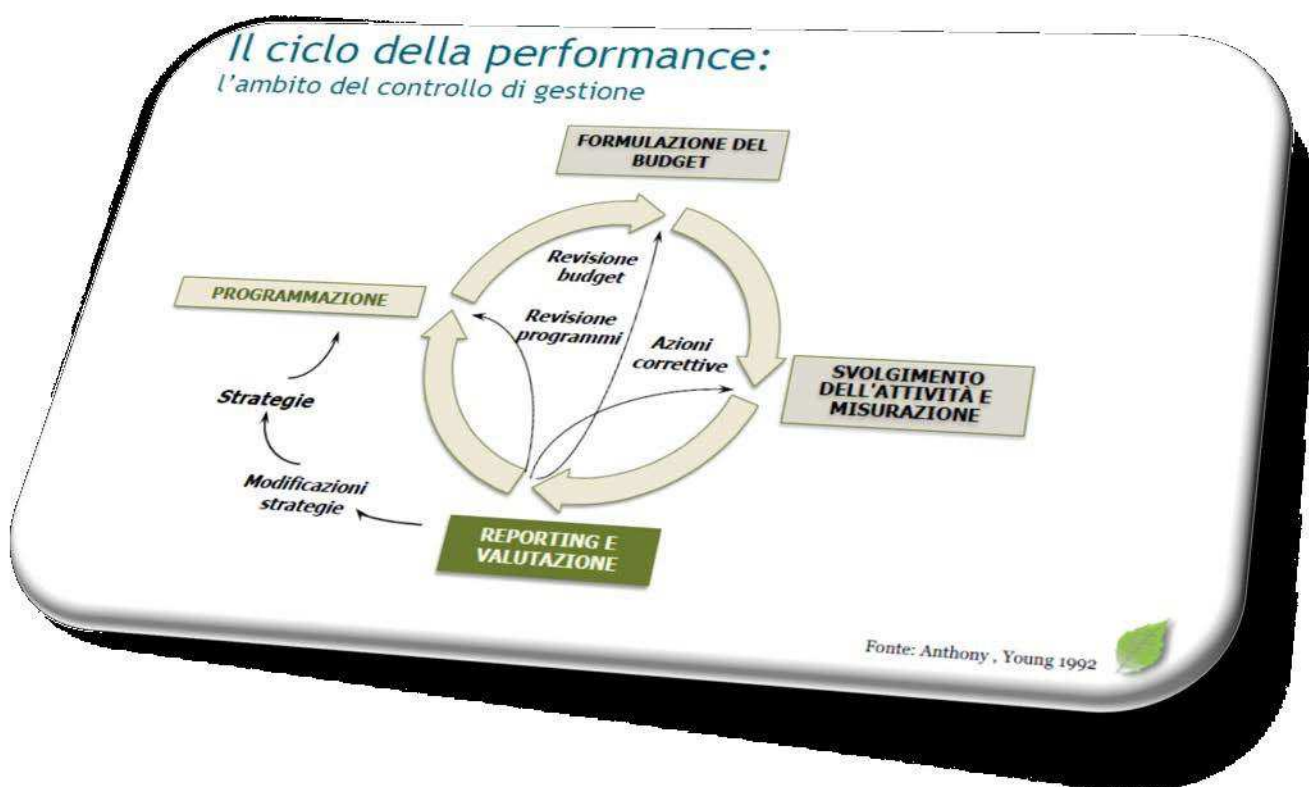 Il ciclo della performance:
l'ambito del controllo di gestione
FORMULAZIONE DEL
BUDGET
Revisione
budget
PROGRAMMAZIONE
Revisione
programmi
Azioni
correttive
SVOLGIMENTO
DELL'ATTIVITÀ E
MISURAZIONE
Strategie
Modificazioni
strategie
REPORTING E
VALUTAZIONE
Fonte: Anthony , Young 1992